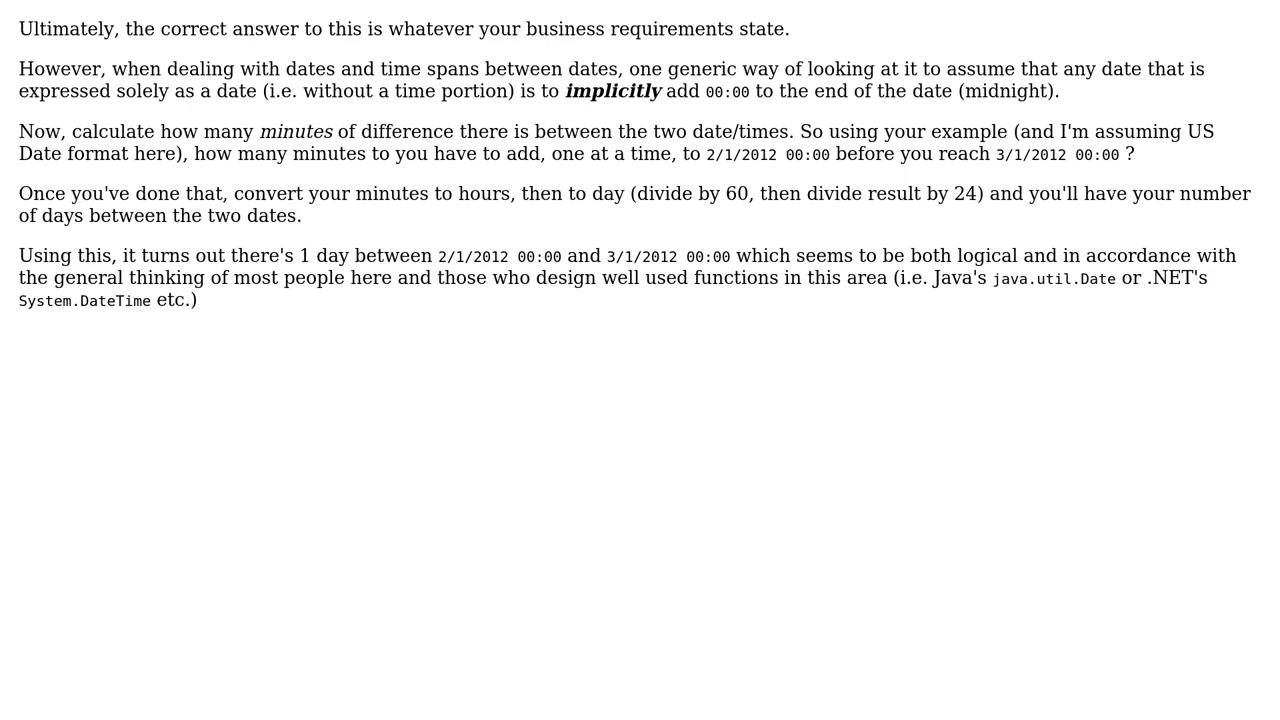 Ultimately, the correct answer to this is whatever your business requirements state.
However, when dealing with dates and time spans between dates, one generic way of looking at it to assume that any date that is
expressed solely as a date (i.e. without a time portion) is to implicitly add 00:00 to the end of the date (midnight).
Now, calculate how many minutes of difference there is between the two date/times. So using your example (and I'm assuming US
Date format here), how many minutes to you have to add, one at a time, to 2/1/2012 00:00 before you reach 3/1/2012 00:00 ?
Once you've done that, convert your minutes to hours, then to day (divide by 60, then divide result by 24) and you'll have your number
of days between the two dates.
Using this, it turns out there's 1 day between 2/1/2012 00:00 and 3/1/2012 00:00 which seems to be both logical and in accordance with
the general thinking of most people here and those who design well used functions in this area (i.e. Java's java.util.Date or .NET's
System.DateTime etc.)